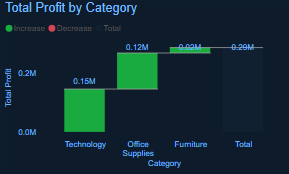 Total Profit by Category
Increase Decrease Total
0.15M
0.12M
0.02M
0.29M
0.2M
0.0M
Total Profit
Technology
Office
Supplies
Furniture
Total
Category